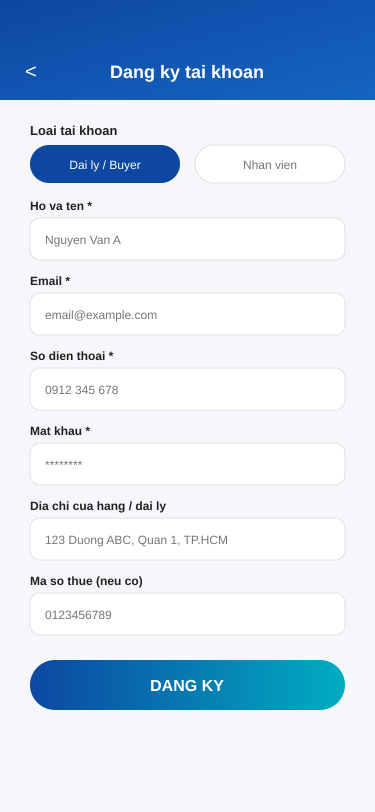 <
Dang ky tai khoan
Loai tai khoan
Dai ly / Buyer
Nhan vien
Ho va ten *
Nguyen Van A
Email *
email@example.com
So dien thoai *
0912 345 678
Mat khau *
********
Dia chi cua hang / dai ly
123 Duong ABC, Quan 1, TP.HCM
Ma so thue (neu co)
0123456789
DANG KY